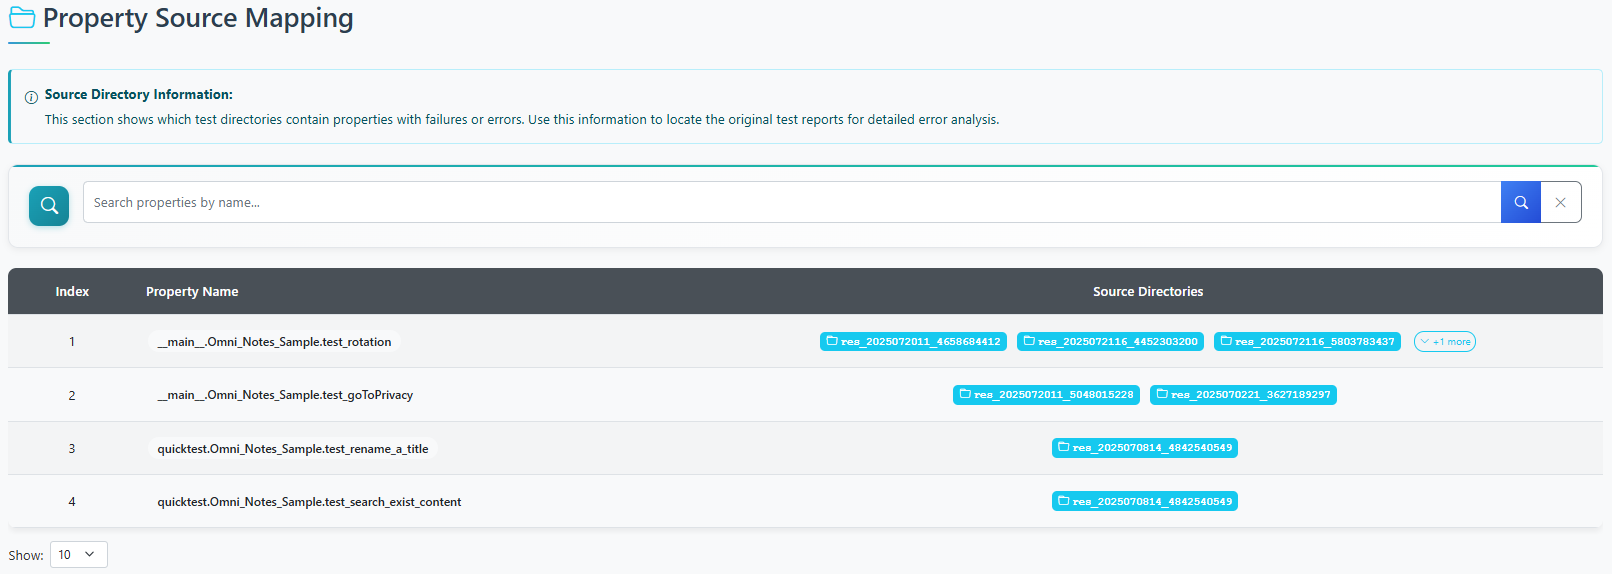 Property Source Mapping
Source Directory Information:
This section shows which test directories contain properties with failures or errors. Use this information to locate the original test reports for detailed error analysis.
Search properties by name...
Index Property Name Source Directories
1 __main__.Omni_Notes_Sample.test_rotation res_2025072011_4658684412 res_2025072116_4452303200 res_2025072116_5803783437 +1 more
2 __main__.Omni_Notes_Sample.test_goToPrivacy res_2025072011_5048015228 res_2025070221_3627189297
3 quicktest.Omni_Notes_Sample.test_rename_a_title res_2025070814_4842540549
4 quicktest.Omni_Notes_Sample.test_search_exist_content res_2025070814_4842540549
Show: 10